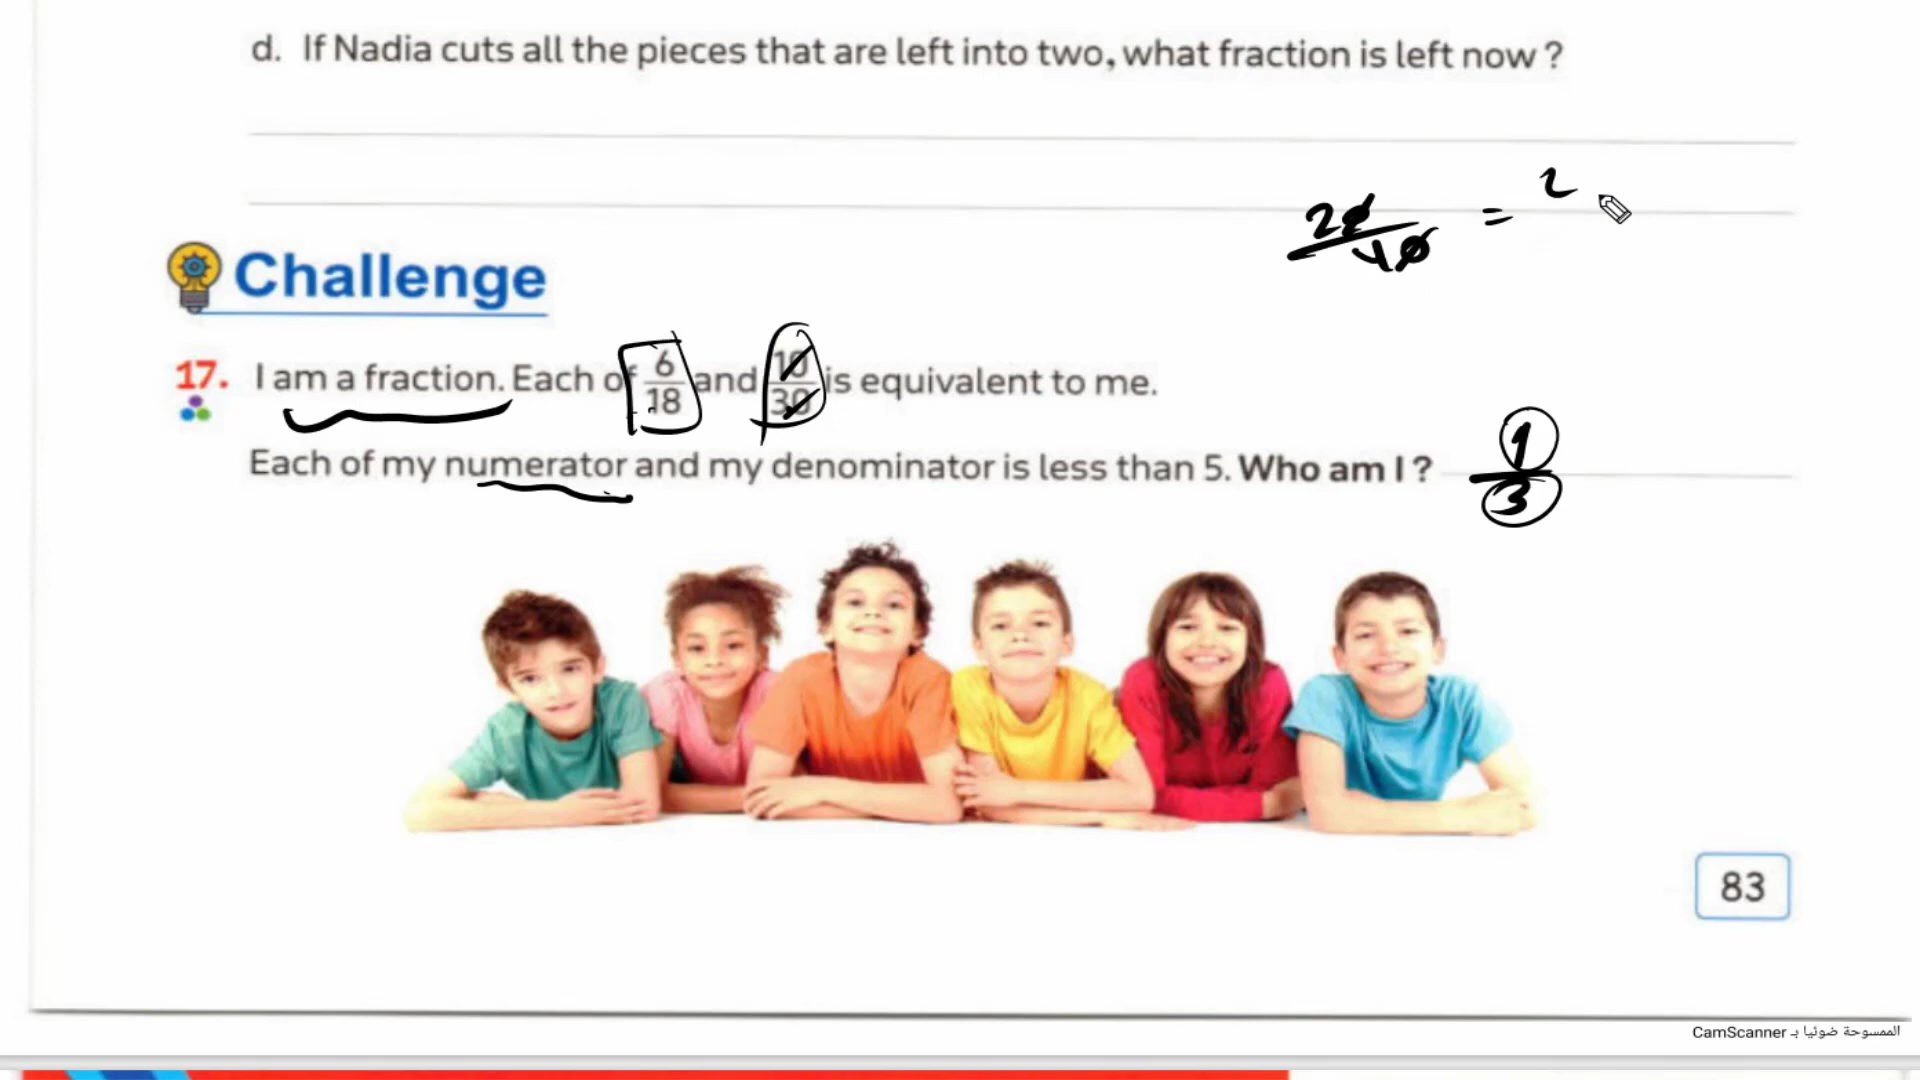 d. If Nadia cuts all the pieces that are left into two, what fraction is left now ?
= 2
Challenge
17. I am a fraction. Each of 6/18 and 10/30 is equivalent to me.
Each of my numerator and my denominator is less than 5. Who am I ? 1/3
83
الممسوحة ضوئيا بـ CamScanner